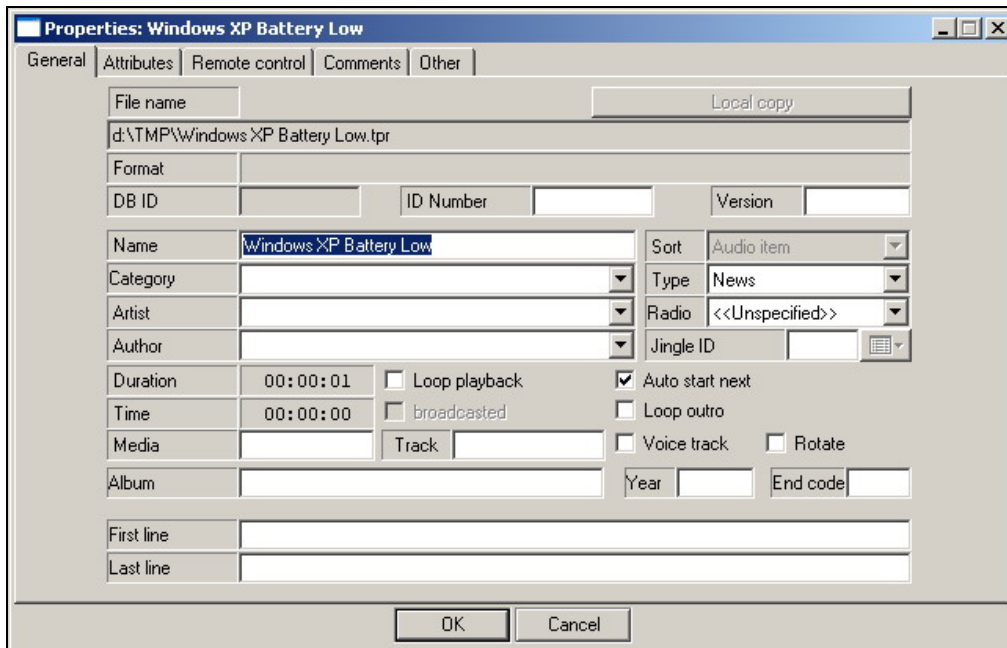 Properties: Windows XP Battery Low
General Attributes Remote control Comments Other
File name Local copy
d:\TMP\Windows XP Battery Low.tpr
Format
DB ID ID Number Version
Name Windows XP Battery Low Sort Audio item
Category Type News
Artist Radio <<Unspecified>>
Author Jingle ID
Duration 00:00:01 Loop playback Auto start next
Time 00:00:00 broadcasted Loop outro
Media Track Voice track Rotate
Album Year End code
First line
Last line
OK Cancel